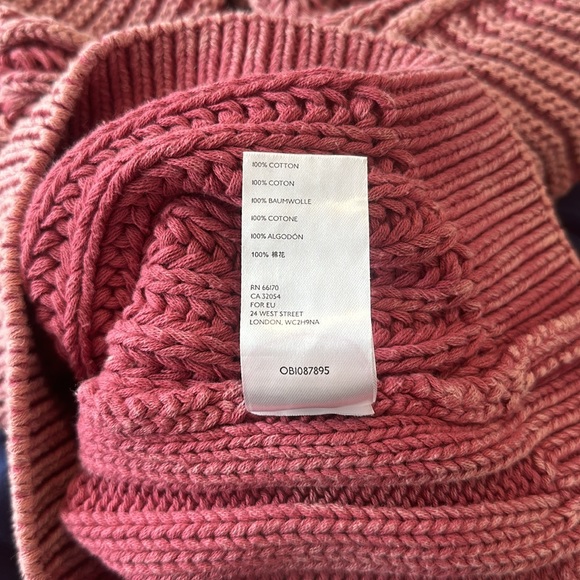 100% COTTON
100% COTON
100% BAUMWOLLE
100% COTONE
100% ALGODÓN
100% 棉花
RN 66170
CA 32054
FOR EU
24 WEST STREET
LONDON, WC2H9NA
OB1087895